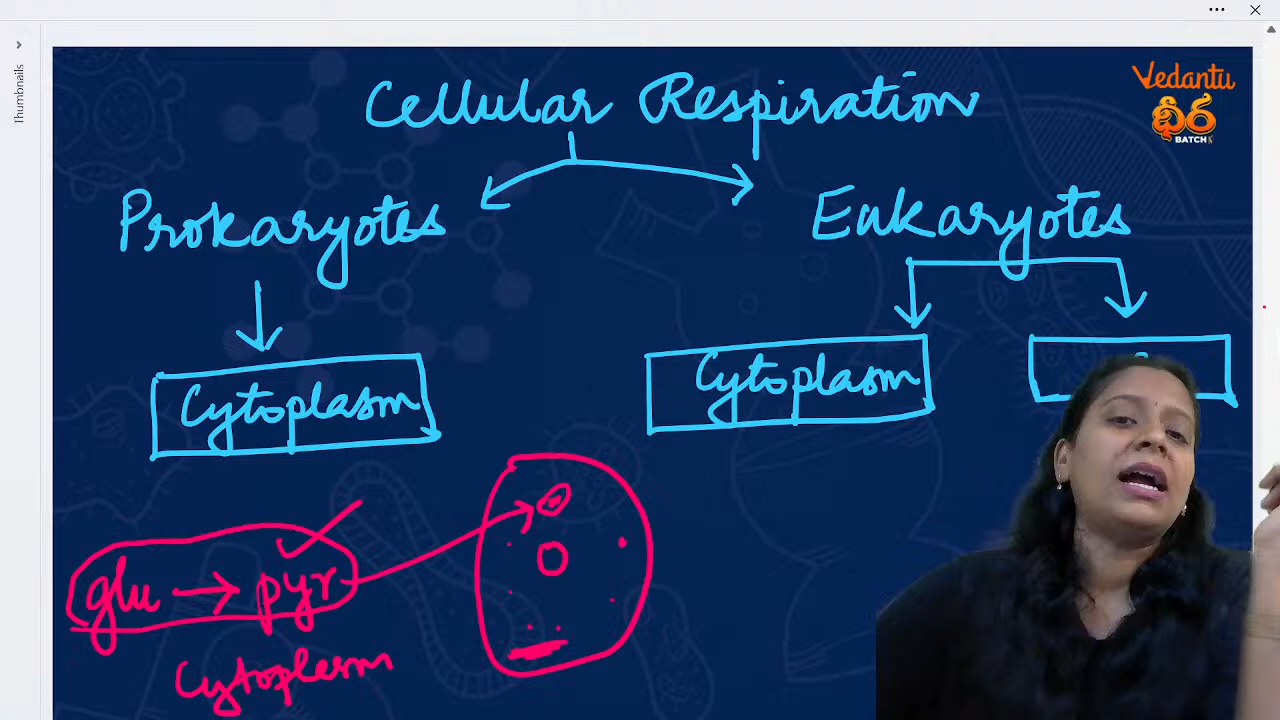 Thumbnails
Vedantu
ధీర
BATCH
Cellular Respiration
Prokaryotes
Eukaryotes
Cytoplasm
Cytoplasm
glu → pyr
Cytoplasm